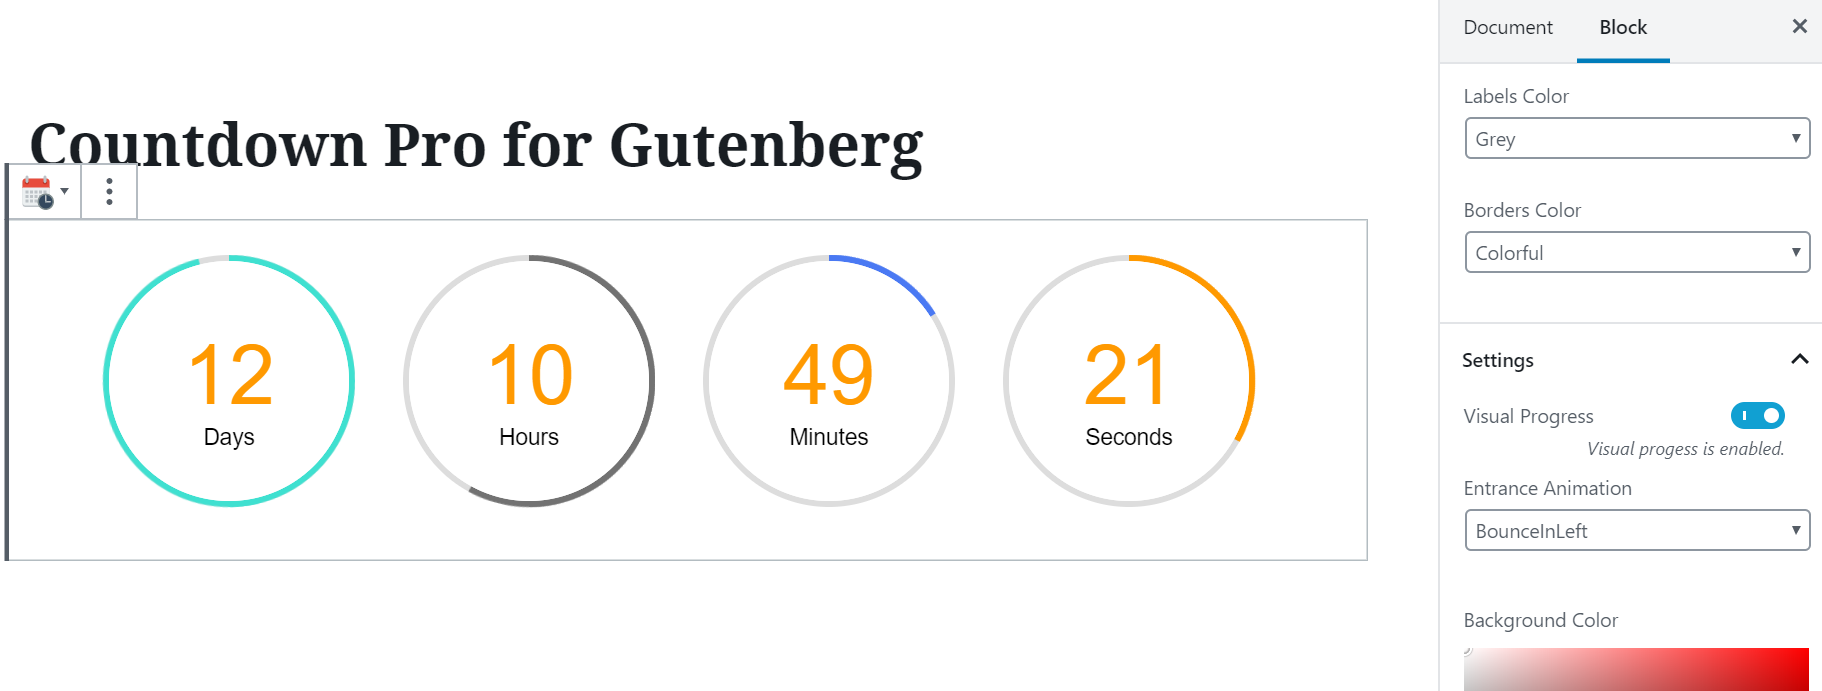 Countdown Pro for Gutenberg
12
Days
10
Hours
49
Minutes
21
Seconds
Document
Block
Labels Color
Grey
Borders Color
Colorful
Settings
Visual Progress
Visual progess is enabled.
Entrance Animation
BounceInLeft
Background Color